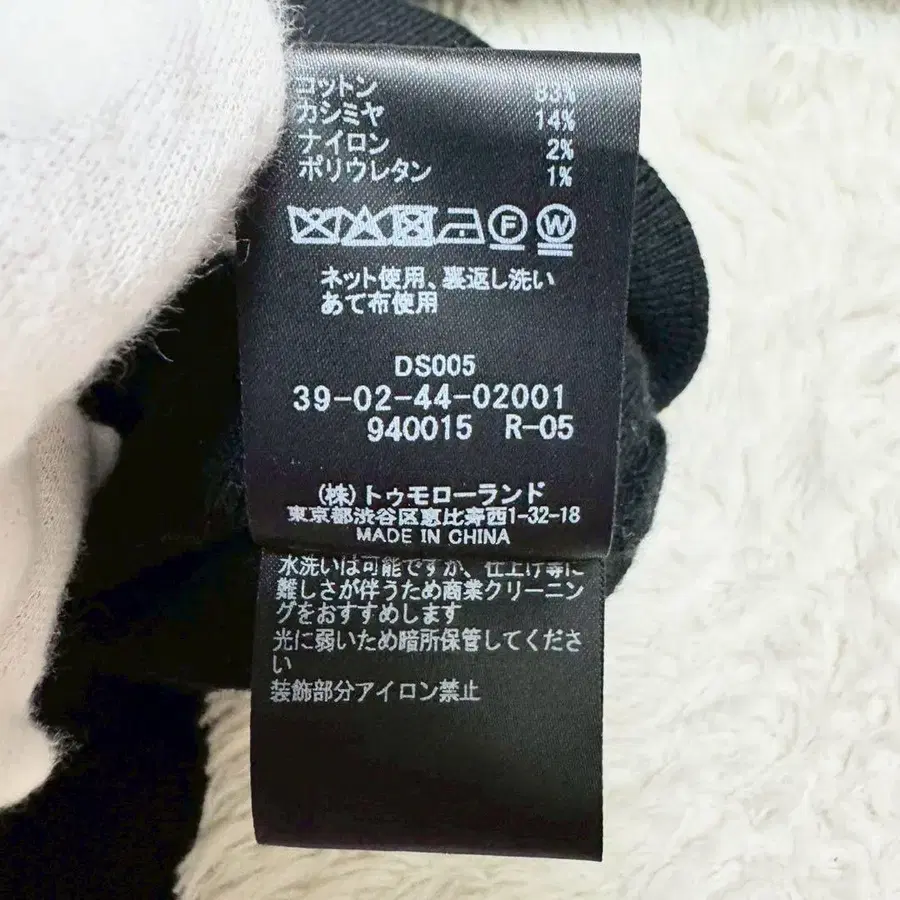 コットン 83%
カシミヤ 14%
ナイロン 2%
ポリウレタン 1%
F W
ネット使用、裏返し洗い
あて布使用
DS005
39-02-44-02001
940015 R-05
(株)トゥモローランド
東京都渋谷区恵比寿西1-32-18
MADE IN CHINA
水洗いは可能ですが、仕上げ等に
難しさが伴うため商業クリーニン
グをおすすめします
光に弱いため暗所保管してくださ
い
装飾部分アイロン禁止